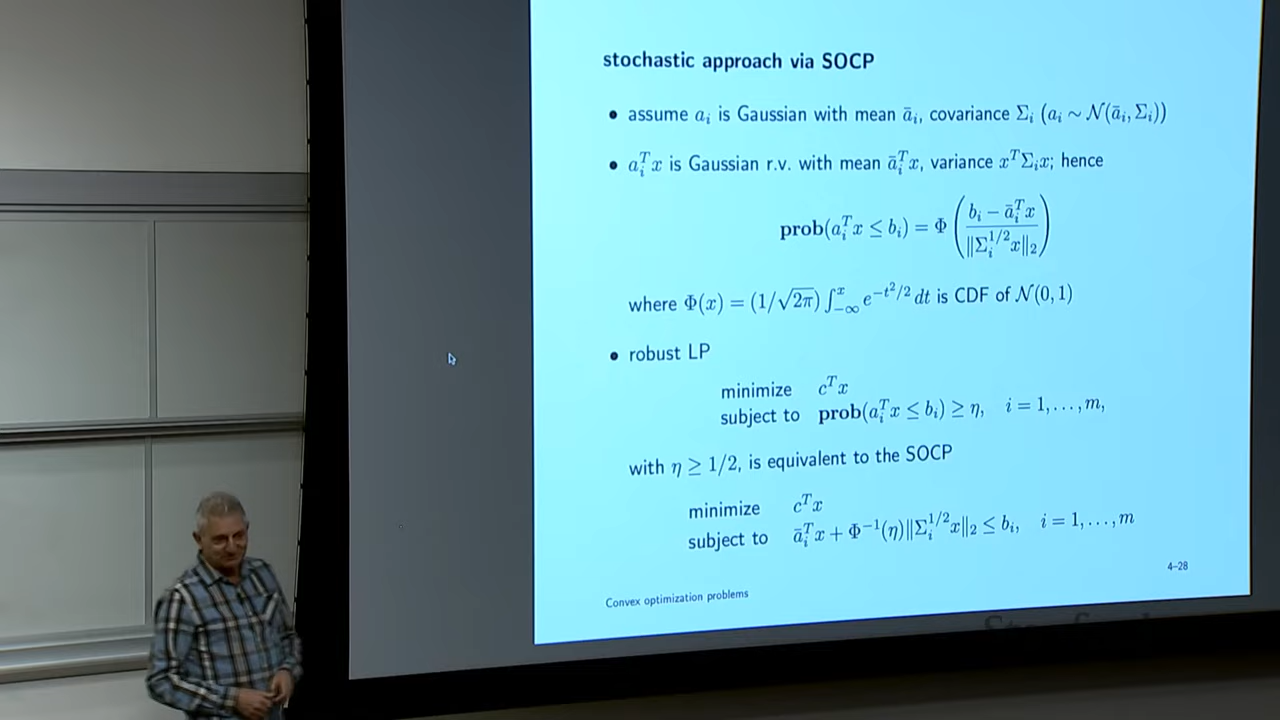 stochastic approach via SOCP
• assume aᵢ is Gaussian with mean āᵢ, covariance Σᵢ (aᵢ ∼ 𝒩(āᵢ, Σᵢ))
• aᵢᵀx is Gaussian r.v. with mean āᵢᵀx, variance xᵀΣᵢx; hence
prob(aᵢᵀx ≤ bᵢ) = Φ((bᵢ − āᵢᵀx) / ‖Σᵢ^{1/2}x‖₂)
where Φ(x) = (1/√2π) ∫_{−∞}^{x} e^{−t²/2} dt is CDF of 𝒩(0, 1)
• robust LP
minimize cᵀx
subject to prob(aᵢᵀx ≤ bᵢ) ≥ η, i = 1, . . . , m,
with η ≥ 1/2, is equivalent to the SOCP
minimize cᵀx
subject to āᵢᵀx + Φ⁻¹(η)‖Σᵢ^{1/2}x‖₂ ≤ bᵢ, i = 1, . . . , m
4–28
Convex optimization problems